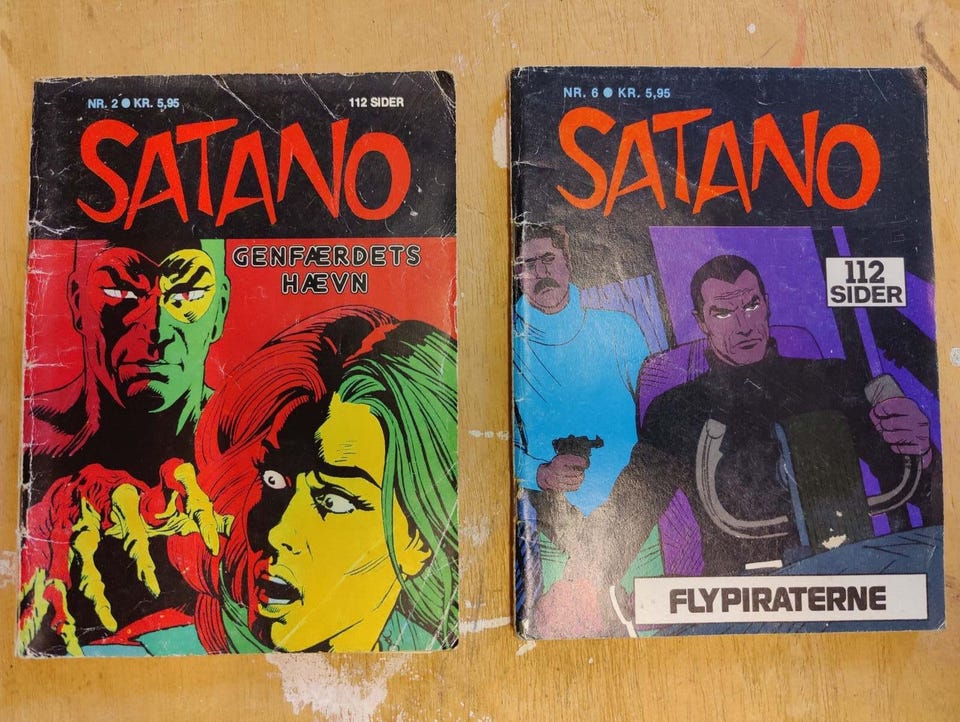 NR. 2 ● KR. 5,95 112 SIDER
SATANO
GENFÆRDETS
HÆVN
NR. 6 ● KR. 5,95
SATANO
112
SIDER
FLYPIRATERNE